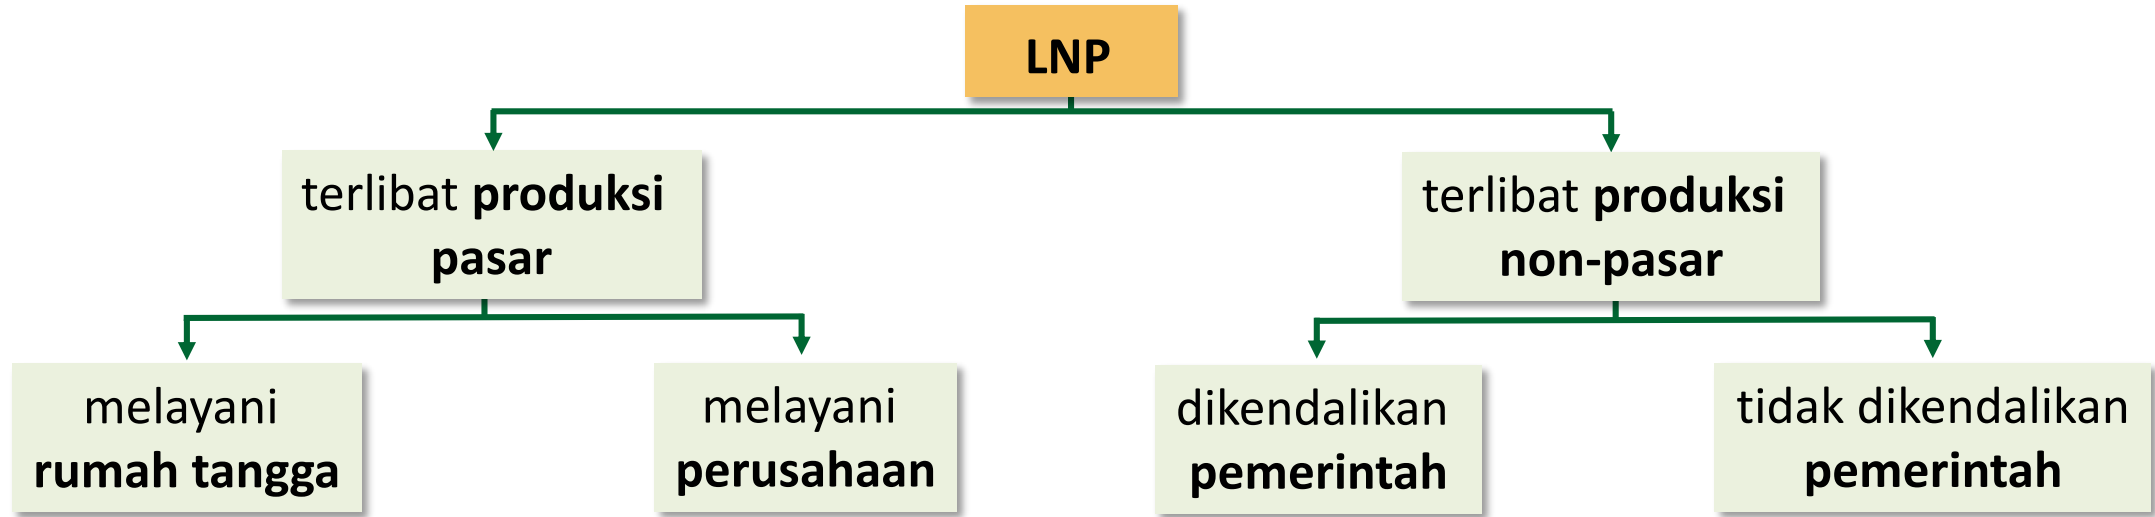 LNP
terlibat produksi
pasar
terlibat produksi
non-pasar
melayani
rumah tangga
melayani
perusahaan
dikendalikan
pemerintah
tidak dikendalikan
pemerintah